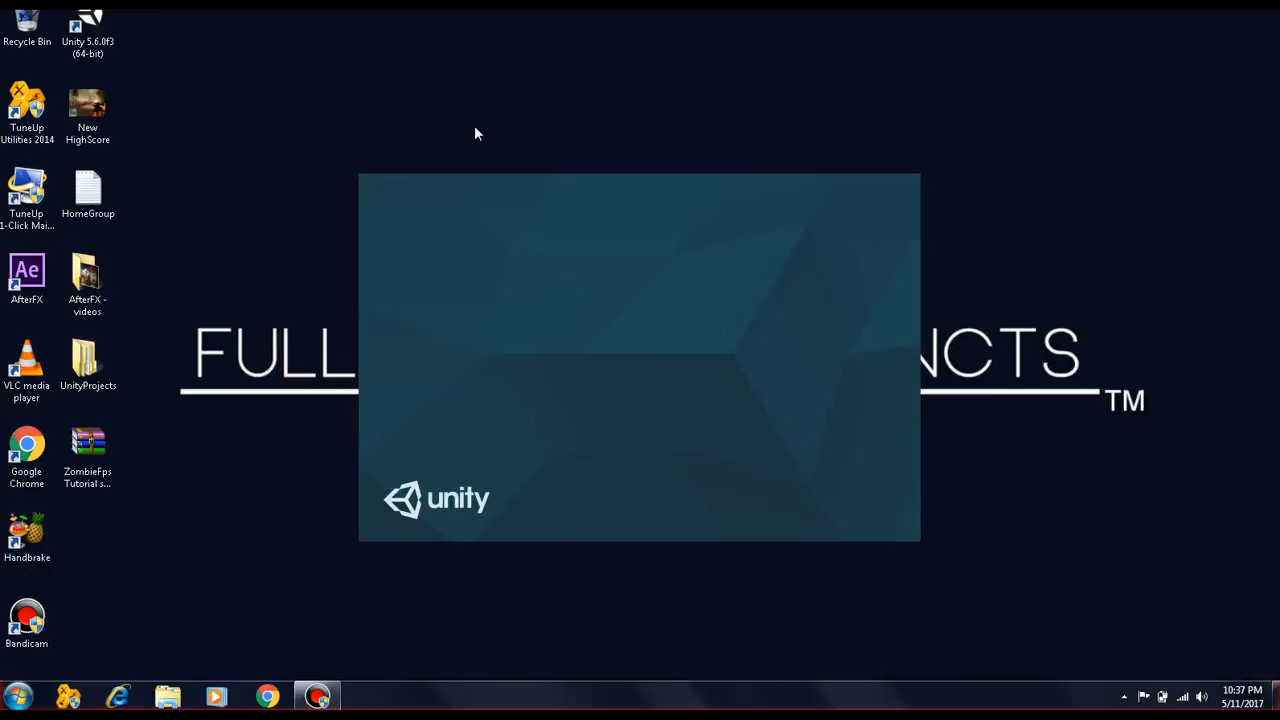 Recycle Bin
Unity 5.6.0f3
(64-bit)
TuneUp
Utilities 2014
New
HighScore
TuneUp
1-Click Mai...
HomeGroup
Ae
AfterFX
AfterFX -
videos
FULL
NCTS
TM
VLC media
player
UnityProjects
Google
Chrome
ZombieFps
Tutorial s...
unity
Handbrake
Bandicam
10:37 PM
5/11/2017